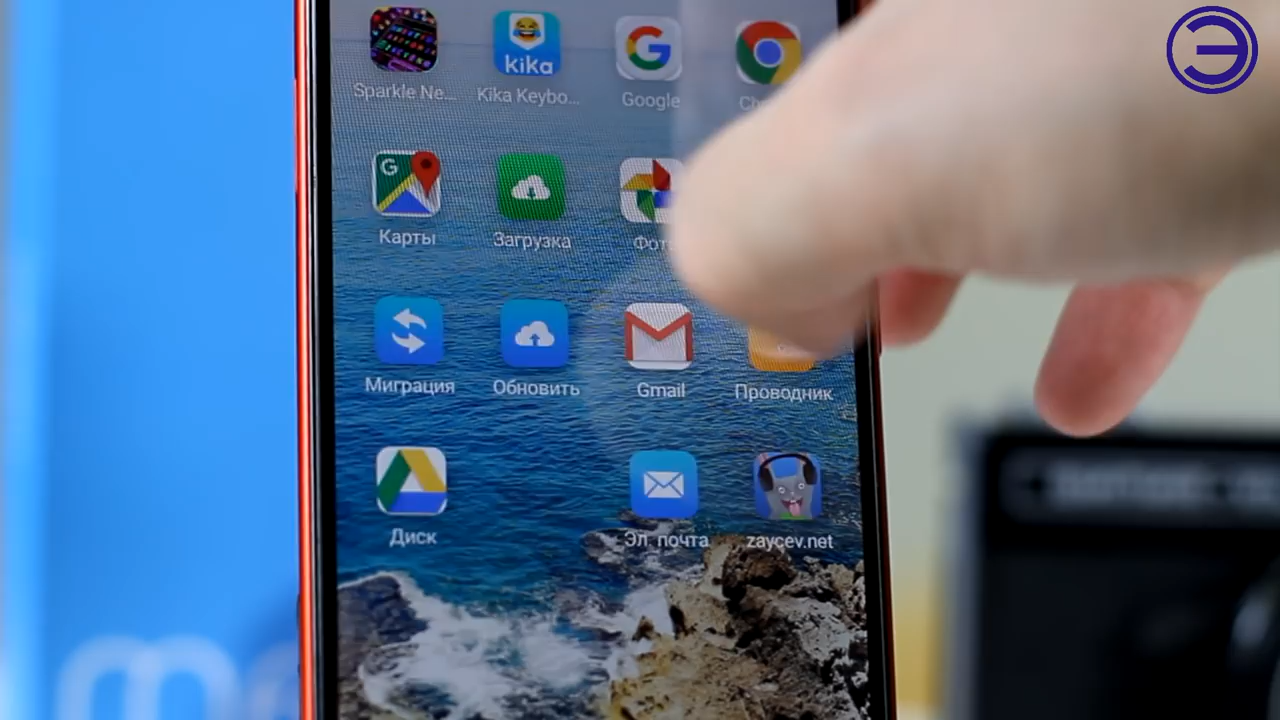 kika
Sparkle Ne...
Kika Keybo...
Google
G
Карты
Загрузка
Миграция
Обновить
Gmail
Проводник
Диск
Эл. почта
zaycev.net
Э